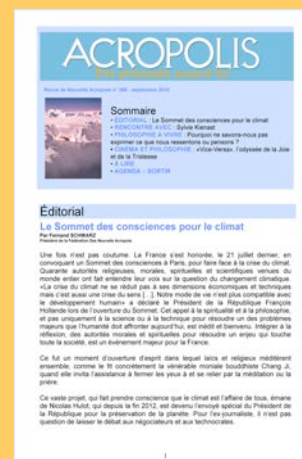 ACROPOLIS
Revue de Nouvelle Acropole n° 266 - septembre 2015
Sommaire
• ÉDITORIAL : Le Sommet des consciences pour le climat
• RENCONTRE AVEC : Sylvie Kienast
• PHILOSOPHIE À VIVRE : Pourquoi ne savons-nous pas
exprimer ce que nous ressentons ou pensons ?
• CINÉMA ET PHILOSOPHIE : «Vice-Versa», l'odyssée de la Joie
et de la Tristesse
• À LIRE
• AGENDA – SORTIR
Éditorial
Le Sommet des consciences pour le climat
Par Fernand SCHWARZ
Président de la Fédération Des Nouvelle Acropole
Une fois n'est pas coutume. La France s'est honorée, le 21 juillet dernier, en
convoquant un Sommet des consciences à Paris, pour faire face à la crise du climat.
Quarante autorités religieuses, morales, spirituelles et scientifiques venues du
monde entier ont fait entendre leur voix sur la question du changement climatique.
«La crise du climat ne se réduit pas à ses dimensions économiques et techniques
mais c'est aussi une crise du sens […]. Notre mode de vie n'est plus compatible avec
le développement humain» a déclaré le Président de la République François
Hollande lors de l'ouverture du Sommet. Cet appel à la spiritualité et à la philosophie,
et pas uniquement à la science ou à la technique pour résoudre un des problèmes
majeurs que l'humanité doit affronter aujourd'hui, est inédit et bienvenu. Intégrer à la
réflexion, des autorités morales et spirituelles pour résoudre un enjeu qui touche
toute la société, est un événement majeur pour la France.
Ce fut un moment d'ouverture d'esprit dans lequel laïcs et religieux méditèrent
ensemble, comme le fit concrètement la vénérable moniale bouddhiste Chang Ji,
quand elle invita l'assistance à fermer les yeux à et se relier par la méditation ou la
prière.
Ce vaste projet, qui fait prendre conscience que le climat est l'affaire de tous, émane
de Nicolas Hulot, qui depuis la fin 2012, est devenu l'envoyé spécial du Président de
la République pour la préservation de la planète. Pour l'ex-journaliste, il n'est pas
question de laisser le débat aux négociateurs et aux technocrates.
1